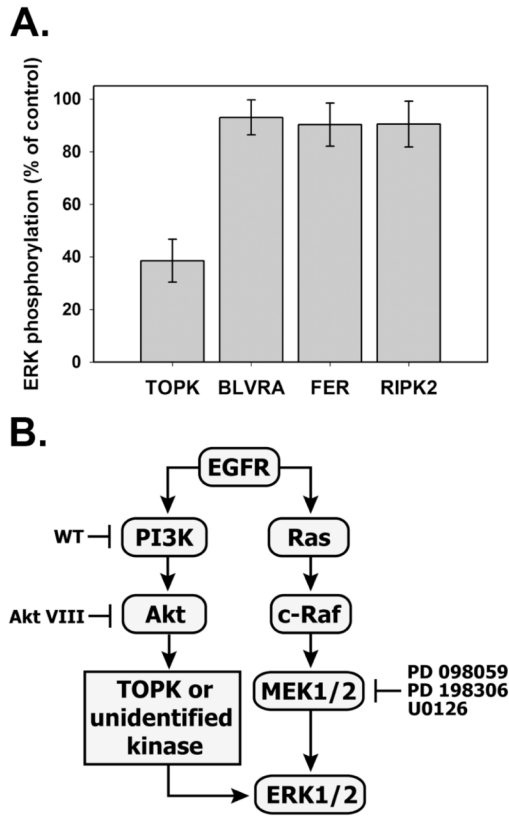 A.
ERK phosphorylation (% of control)
100
80
60
40
20
0
TOPK BLVRA FER RIPK2
B.
EGFR
WT PI3K Ras
Akt VIII Akt c-Raf
TOPK or
unidentified
kinase
MEK1/2
PD 098059
PD 198306
U0126
ERK1/2